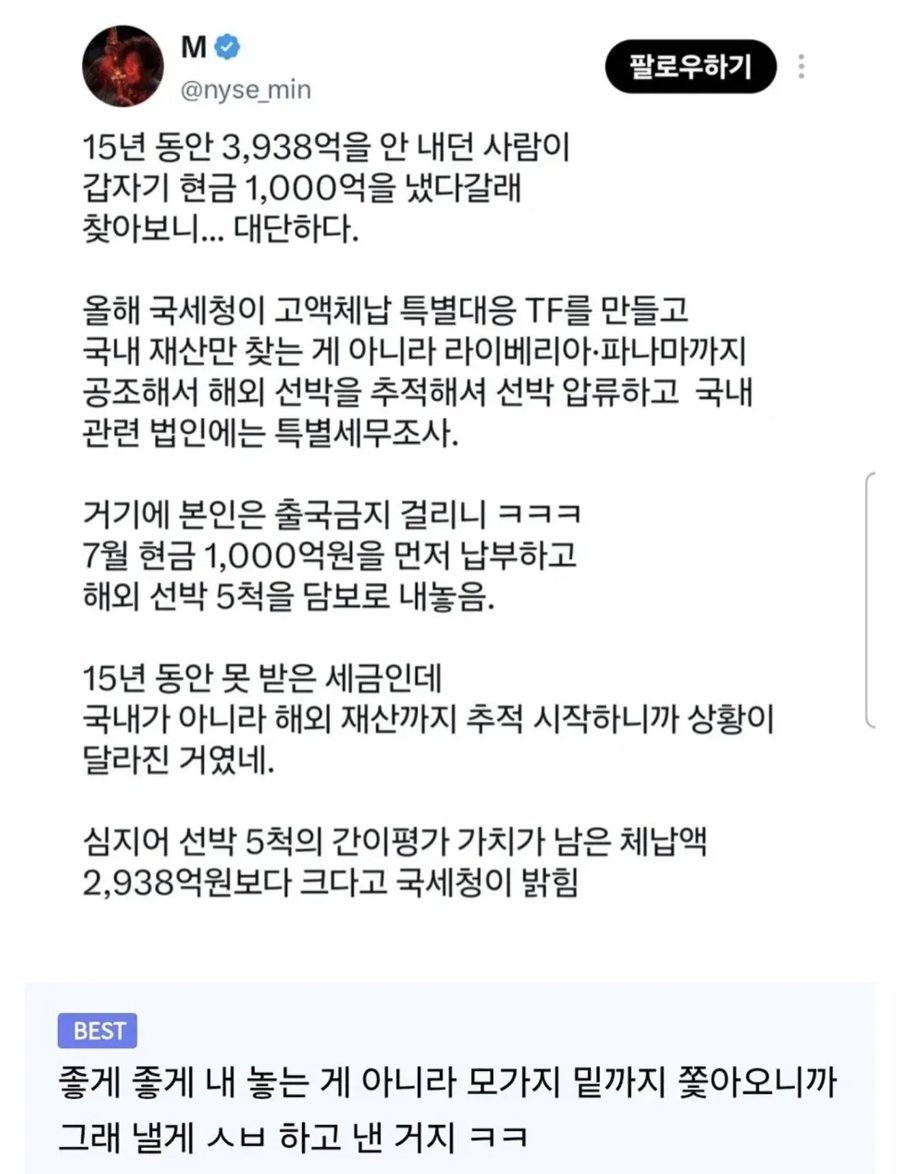 M
팔로우하기
@nyse_min
15년 동안 3,938억을 안 내던 사람이
갑자기 현금 1,000억을 냈다갈래
찾아보니... 대단하다.
올해 국세청이 고액체납 특별대응 TF를 만들고
국내 재산만 찾는 게 아니라 라이베리아·파나마까지
공조해서 해외 선박을 추적해셔 선박 압류하고 국내
관련 법인에는 특별세무조사.
거기에 본인은 출국금지 걸리니 ㅋㅋㅋ
7월 현금 1,000억원을 먼저 납부하고
해외 선박 5척을 담보로 내놓음.
15년 동안 못 받은 세금인데
국내가 아니라 해외 재산까지 추적 시작하니까 상황이
달라진 거였네.
심지어 선박 5척의 간이평가 가치가 남은 체납액
2,938억원보다 크다고 국세청이 밝힘
BEST
좋게 좋게 내 놓는 게 아니라 모가지 밑까지 쫓아오니까
그래 낼게 ㅅㅂ 하고 낸 거지 ㅋㅋ